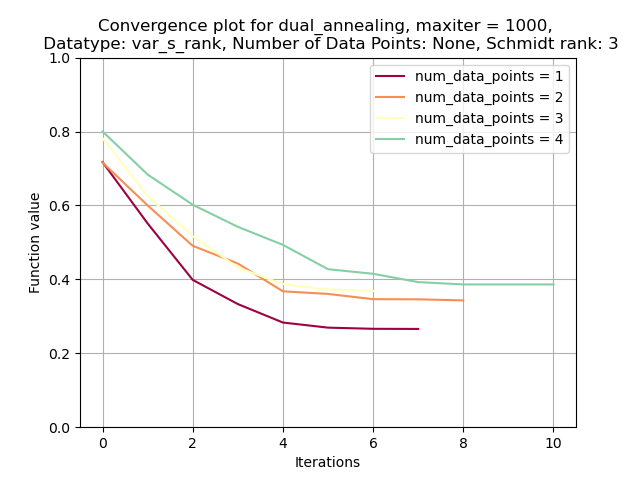 Convergence plot for dual_annealing, maxiter = 1000,
Datatype: var_s_rank, Number of Data Points: None, Schmidt rank: 3
1.0
0.8
0.6
0.4
0.2
0.0
Function value
num_data_points = 1
num_data_points = 2
num_data_points = 3
num_data_points = 4
0 2 4 6 8 10
Iterations